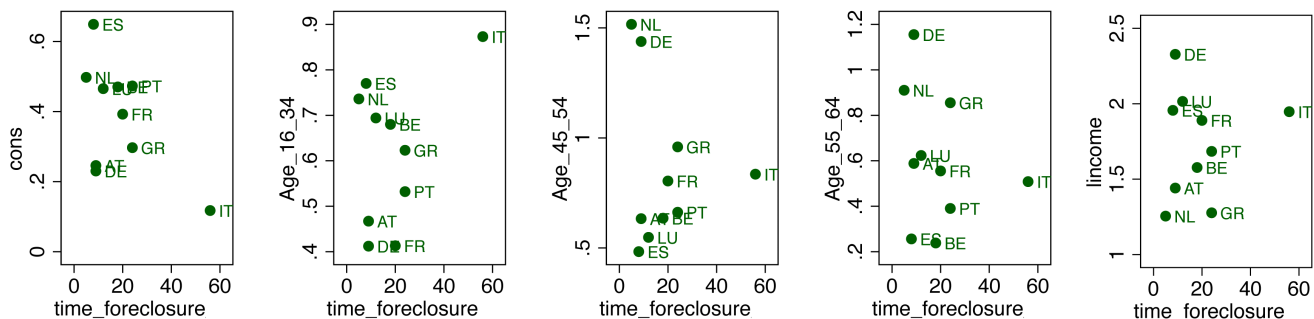 cons
.6
.4
.2
0
ES
NL
LU
BE
PT
FR
GR
AT
DE
IT
0 20 40 60
time_foreclosure
Age_16_34
.9
.8
.7
.6
.5
.4
IT
ES
NL
LU
BE
GR
PT
AT
DE
FR
0 20 40 60
time_foreclosure
Age_45_54
1.5
1
.5
NL
DE
GR
FR
IT
AT
BE
PT
LU
ES
0 20 40 60
time_foreclosure
Age_55_64
1.2
1
.8
.6
.4
.2
DE
NL
GR
LU
AT
FR
IT
PT
ES
BE
0 20 40 60
time_foreclosure
lincome
2.5
2
1.5
1
DE
LU
ES
FR
IT
PT
BE
AT
NL
GR
0 20 40 60
time_foreclosure